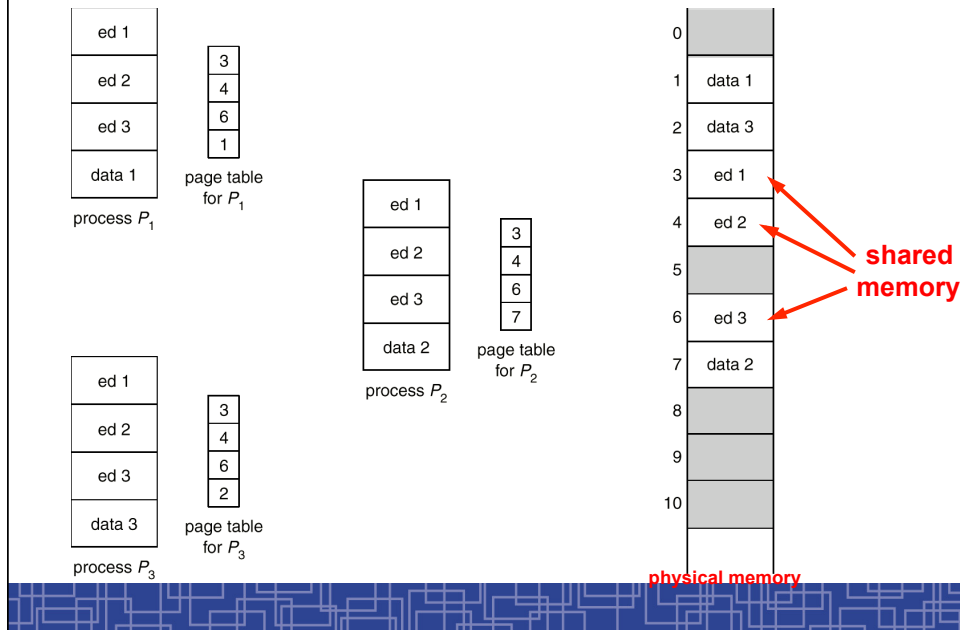 ed 1
ed 2
ed 3
data 1
process P1
3
4
6
1
page table
for P1
ed 1
ed 2
ed 3
data 2
process P2
3
4
6
7
page table
for P2
ed 1
ed 2
ed 3
data 3
process P3
3
4
6
2
page table
for P3
0
1 data 1
2 data 3
3 ed 1
4 ed 2
5
6 ed 3
7 data 2
8
9
10
shared
memory
physical memory